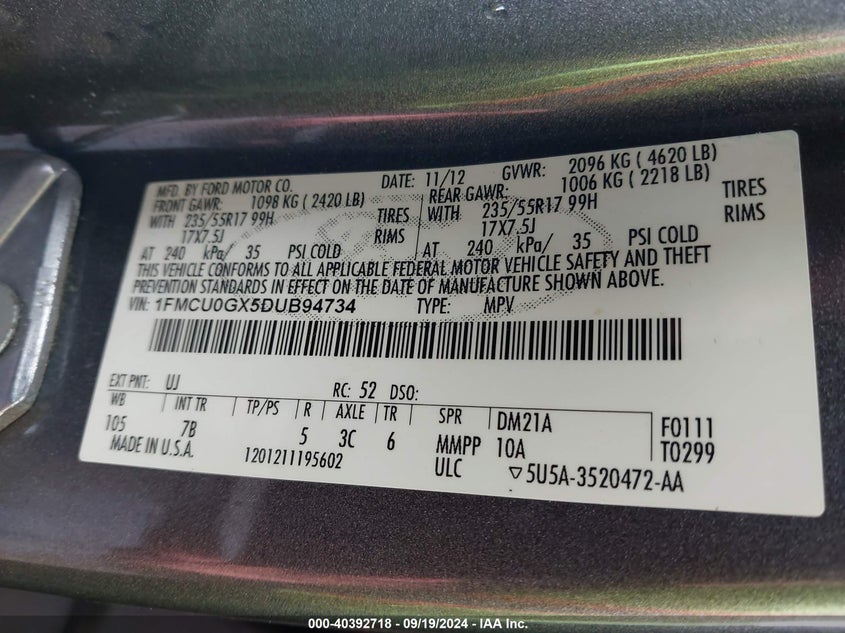 MFD. BY FORD MOTOR CO. DATE: 11/12 GVWR: 2096 KG ( 4620 LB)
FRONT GAWR: 1098 KG ( 2420 LB) REAR GAWR: 1006 KG ( 2218 LB)
WITH 235/55R17 99H TIRES WITH 235/55R17 99H TIRES
17X7.5J RIMS 17X7.5J RIMS
AT 240 kPa/ 35 PSI COLD AT 240 kPa/ 35 PSI COLD
THIS VEHICLE CONFORMS TO ALL APPLICABLE FEDERAL MOTOR VEHICLE SAFETY AND THEFT
PREVENTION STANDARDS IN EFFECT ON THE DATE OF MANUFACTURE SHOWN ABOVE.
VIN: 1FMCU0GX5DUB94734 TYPE: MPV
EXT PNT: UJ RC: 52 DSO:
WB INT TR TP/PS R AXLE TR SPR DM21A F0111
105 7B 5 3C 6 MMPP 10A T0299
MADE IN U.S.A. 1201211195602 ULC ▽5U5A-3520472-AA
000-40392718 - 09/19/2024 - IAA Inc.